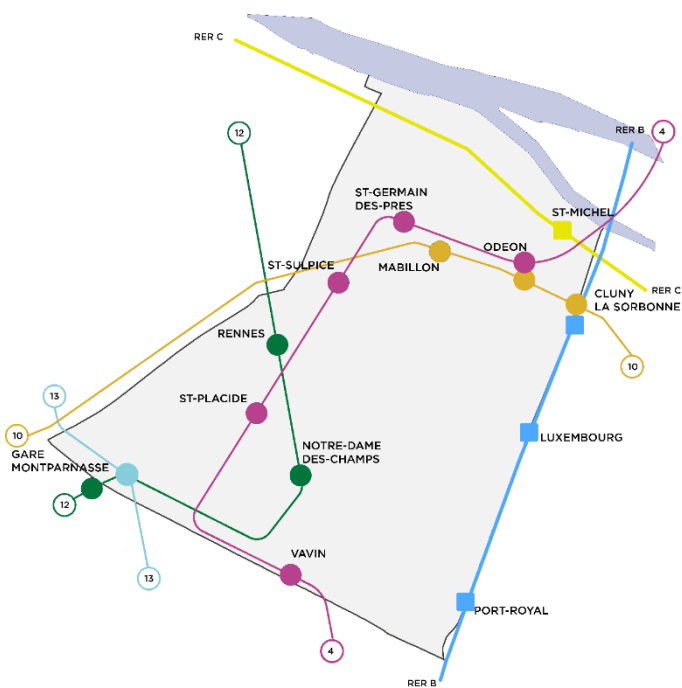 RER C
12
RER B
4
ST-GERMAIN
DES-PRES
ST-MICHEL
ODEON
ST-SULPICE
MABILLON
RER C
CLUNY
LA SORBONNE
RENNES
10
13
ST-PLACIDE
10
GARE
MONTPARNASSE
LUXEMBOURG
NOTRE-DAME
DES-CHAMPS
12
VAVIN
13
PORT-ROYAL
4
RER B